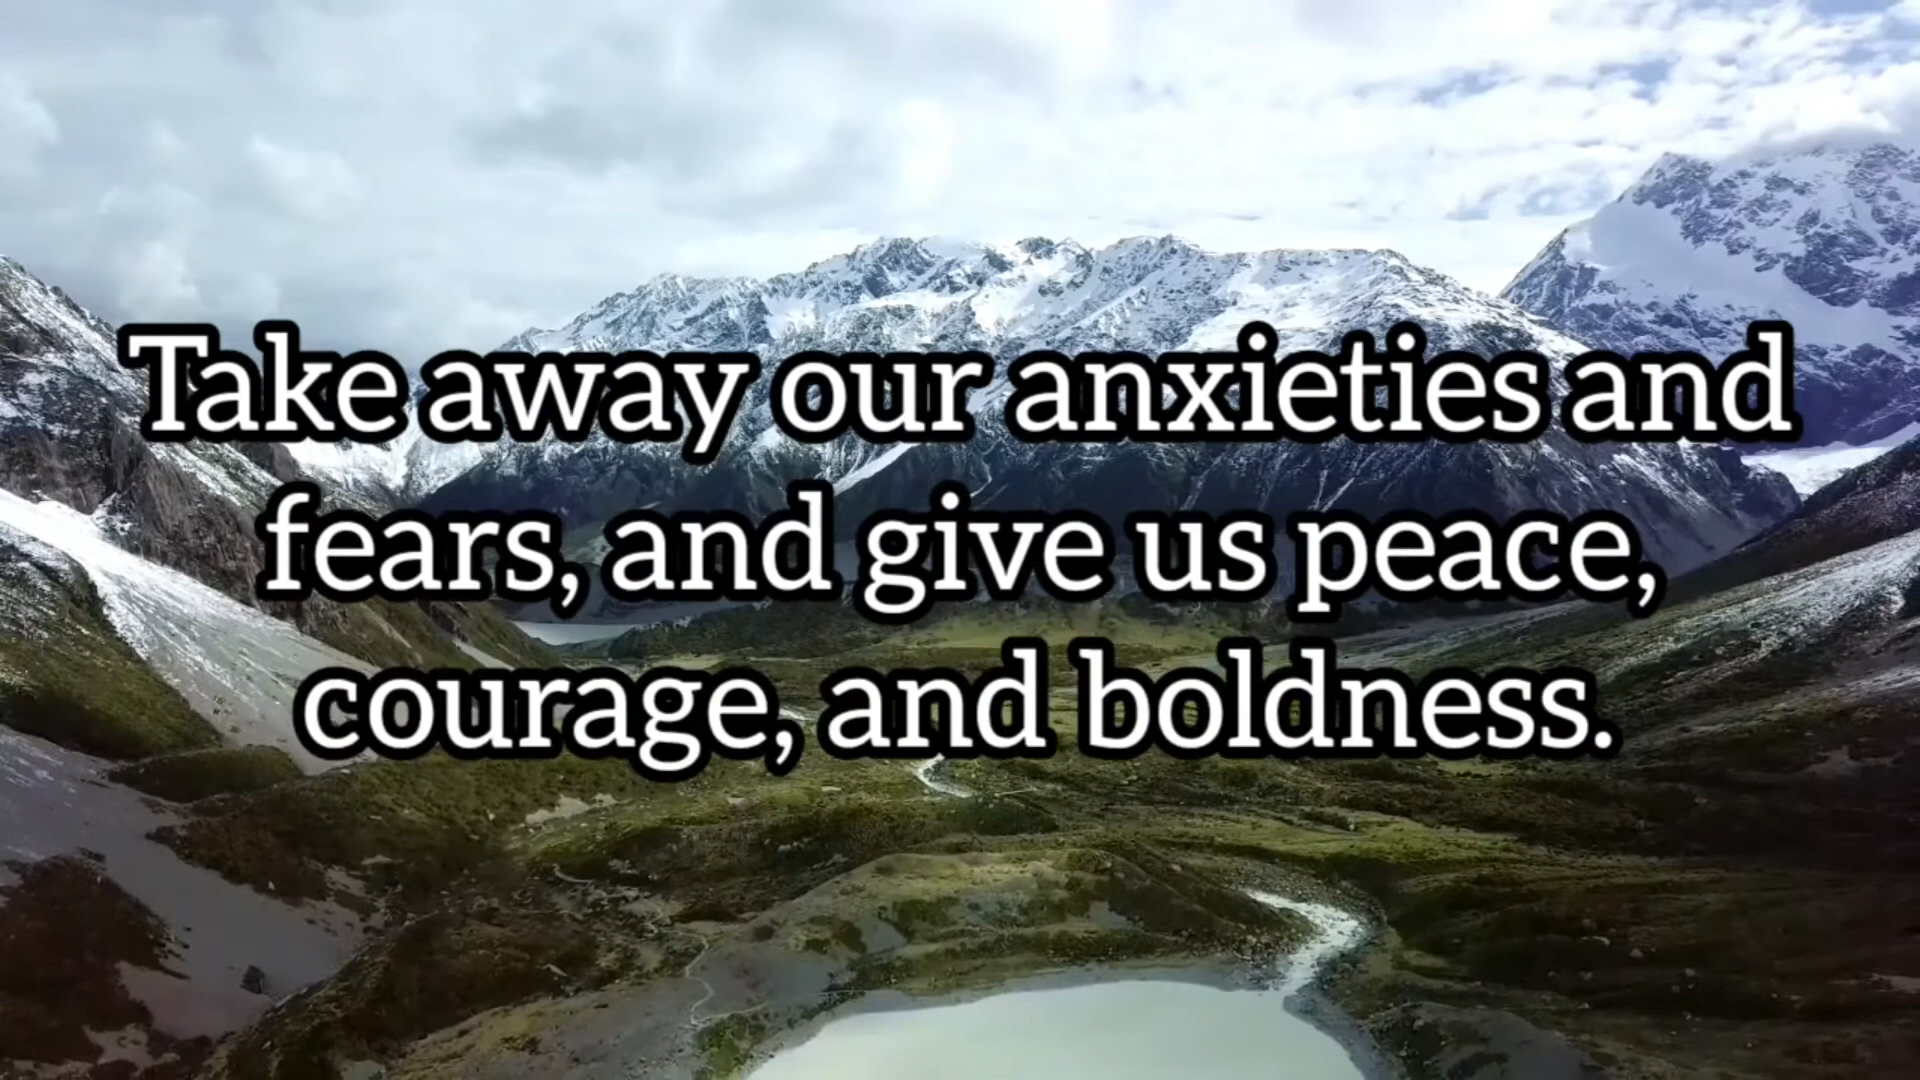 Take away our anxieties and
fears, and give us peace,
courage, and boldness.